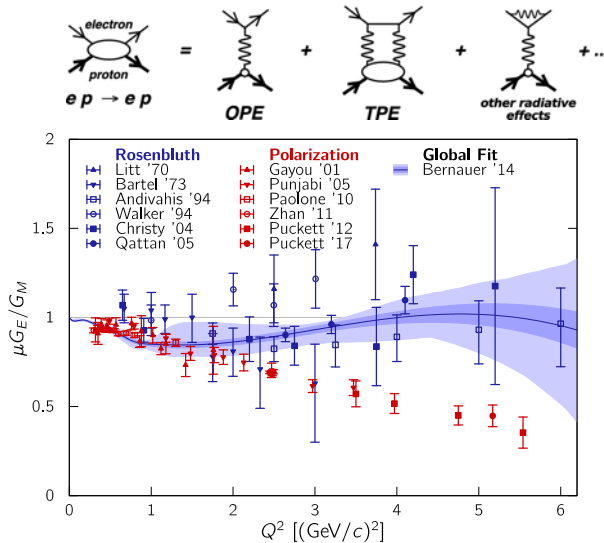 electron
proton
e p → e p
=
OPE
+
TPE
+
other radiative
effects
+ ..
Rosenbluth
Litt '70
Bartel '73
Andivahis '94
Walker '94
Christy '04
Qattan '05
Polarization
Gayou '01
Punjabi '05
Paolone '10
Zhan '11
Puckett '12
Puckett '17
Global Fit
Bernauer '14
μG_E/G_M
2
1.5
1
0.5
0
0 1 2 3 4 5 6
Q² [(GeV/c)²]